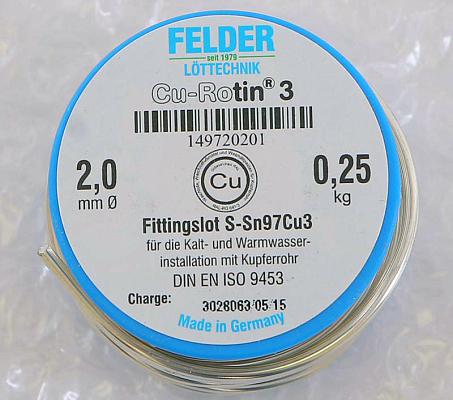 FELDER
seit 1979
LÖTTECHNIK
Cu-Rotin® 3
149720201
2,0
mm Ø
Cu
0,25
kg
Fittingslot S-Sn97Cu3
für die Kalt- und Warmwasser-
installation mit Kupferrohr
DIN EN ISO 9453
Charge: 3028063/05 15
Made in Germany